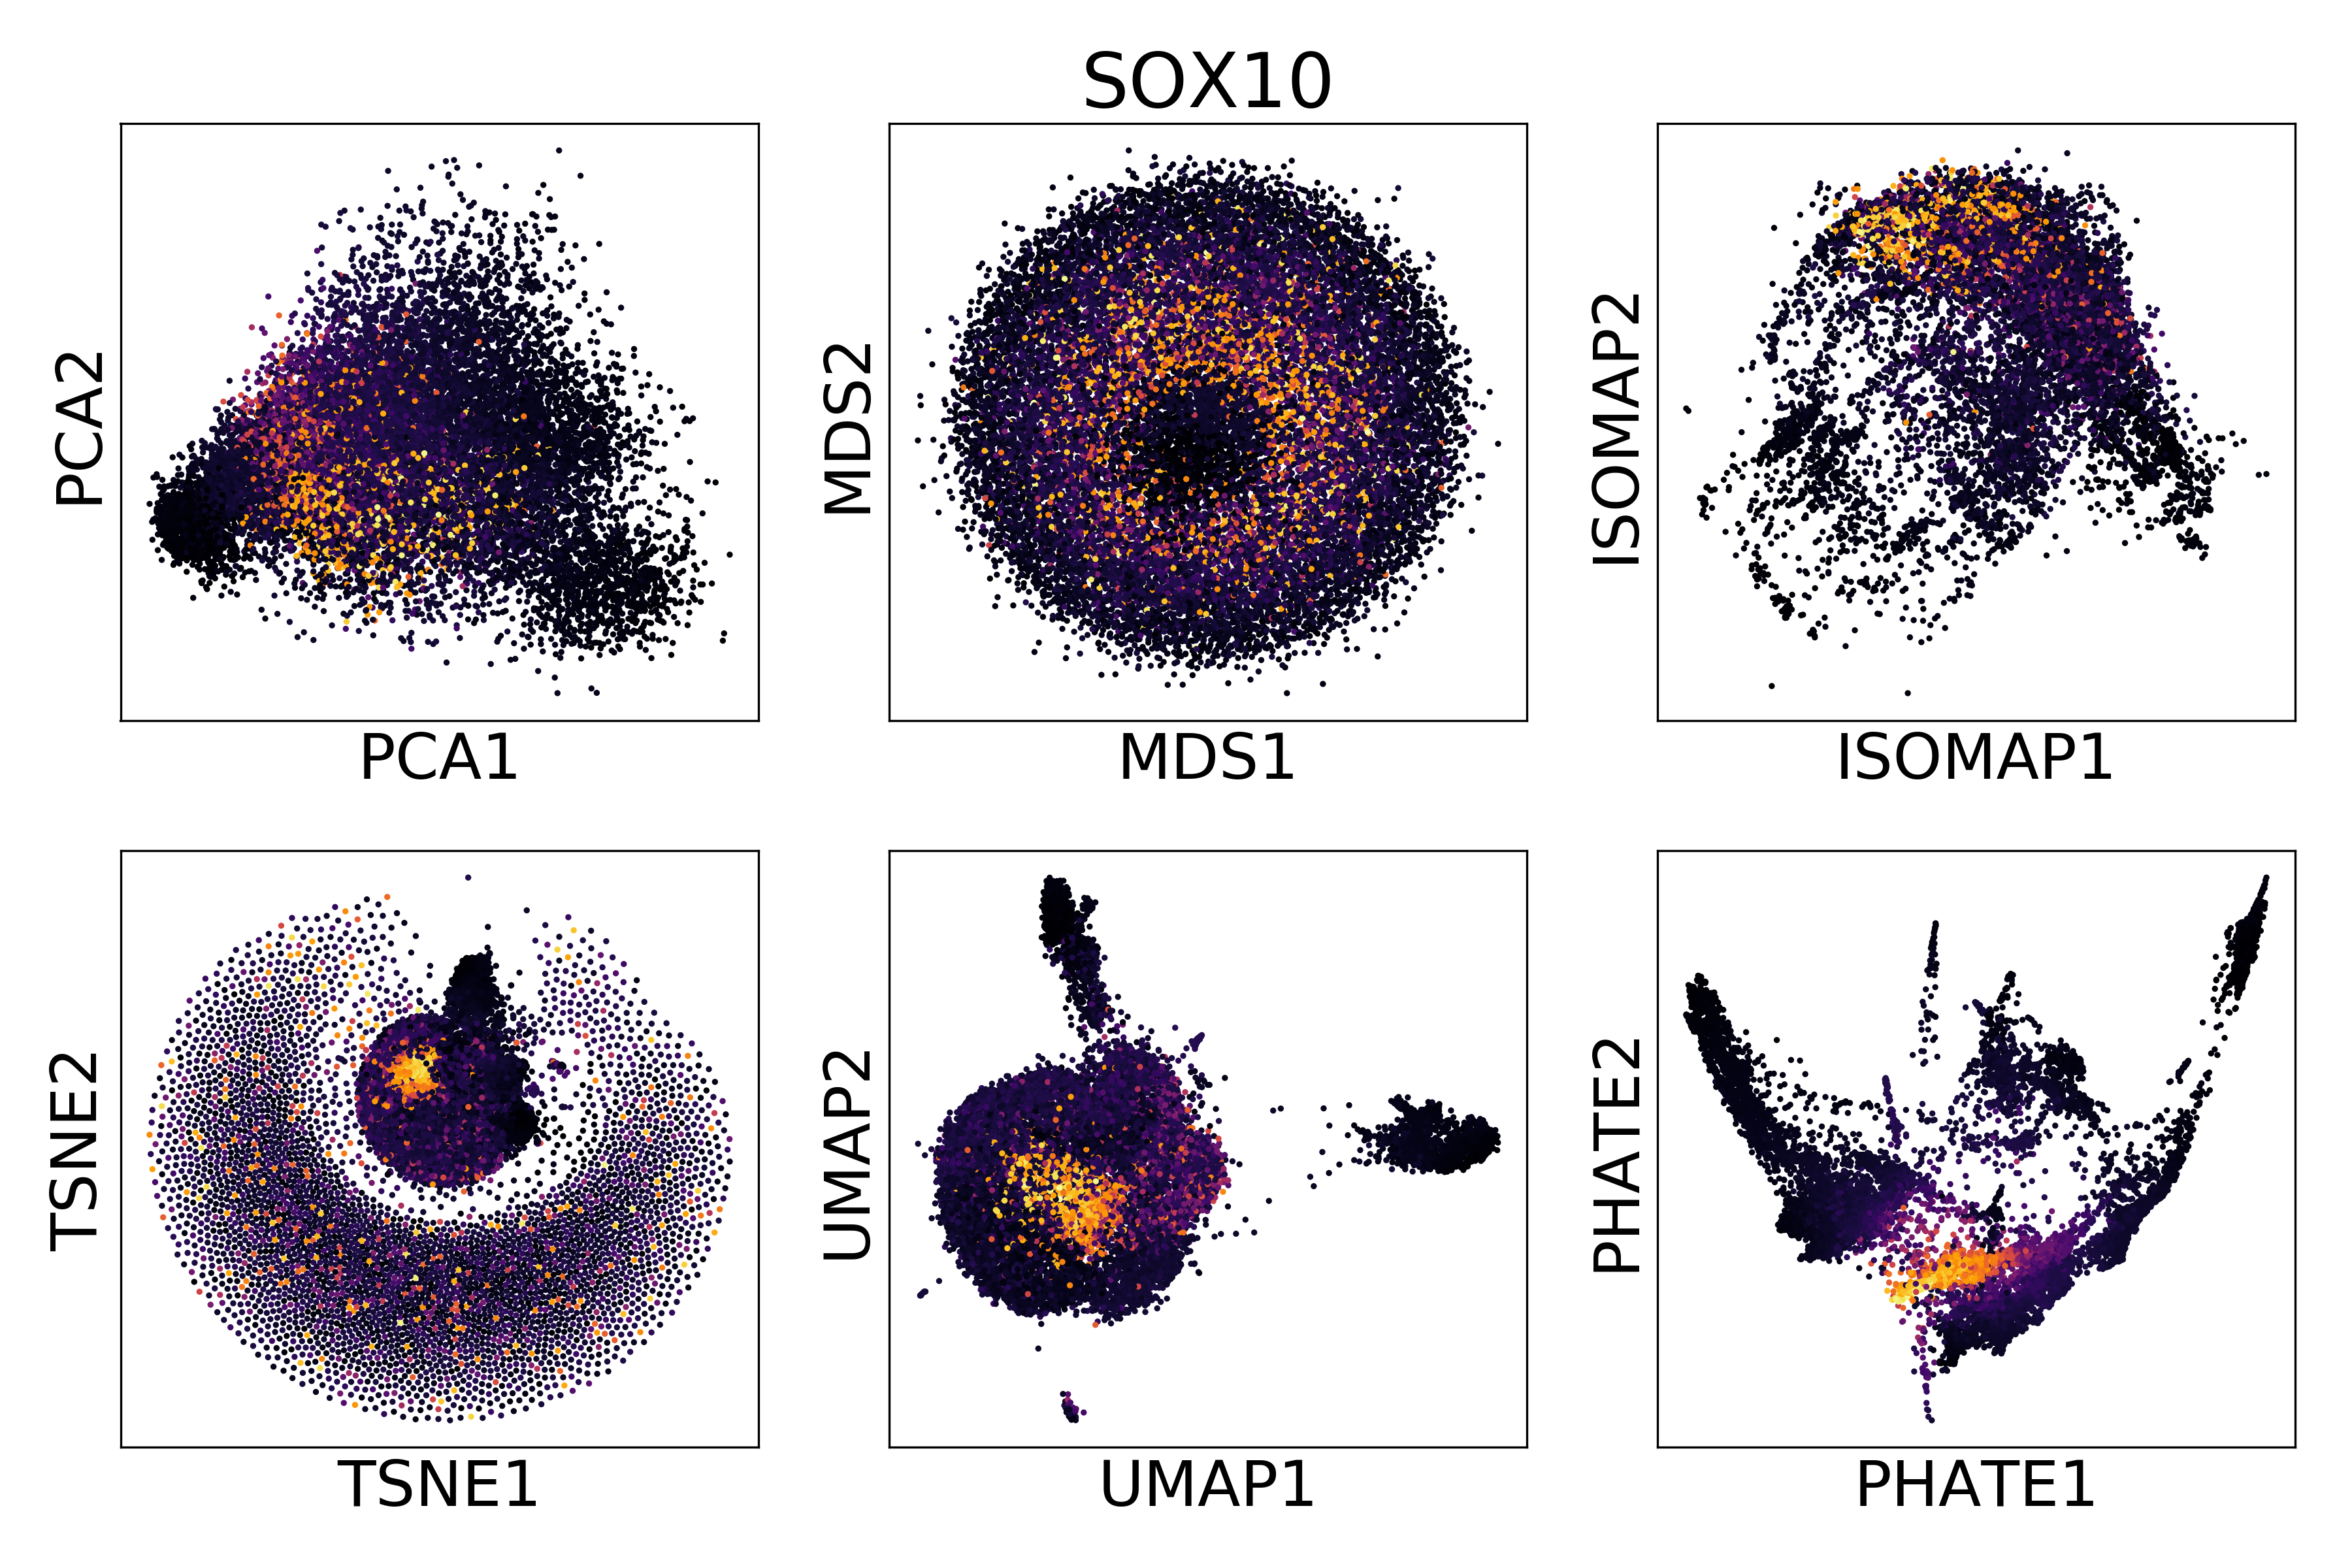 SOX10
PCA2
PCA1
MDS2
MDS1
ISOMAP2
ISOMAP1
TSNE2
TSNE1
UMAP2
UMAP1
PHATE2
PHATE1